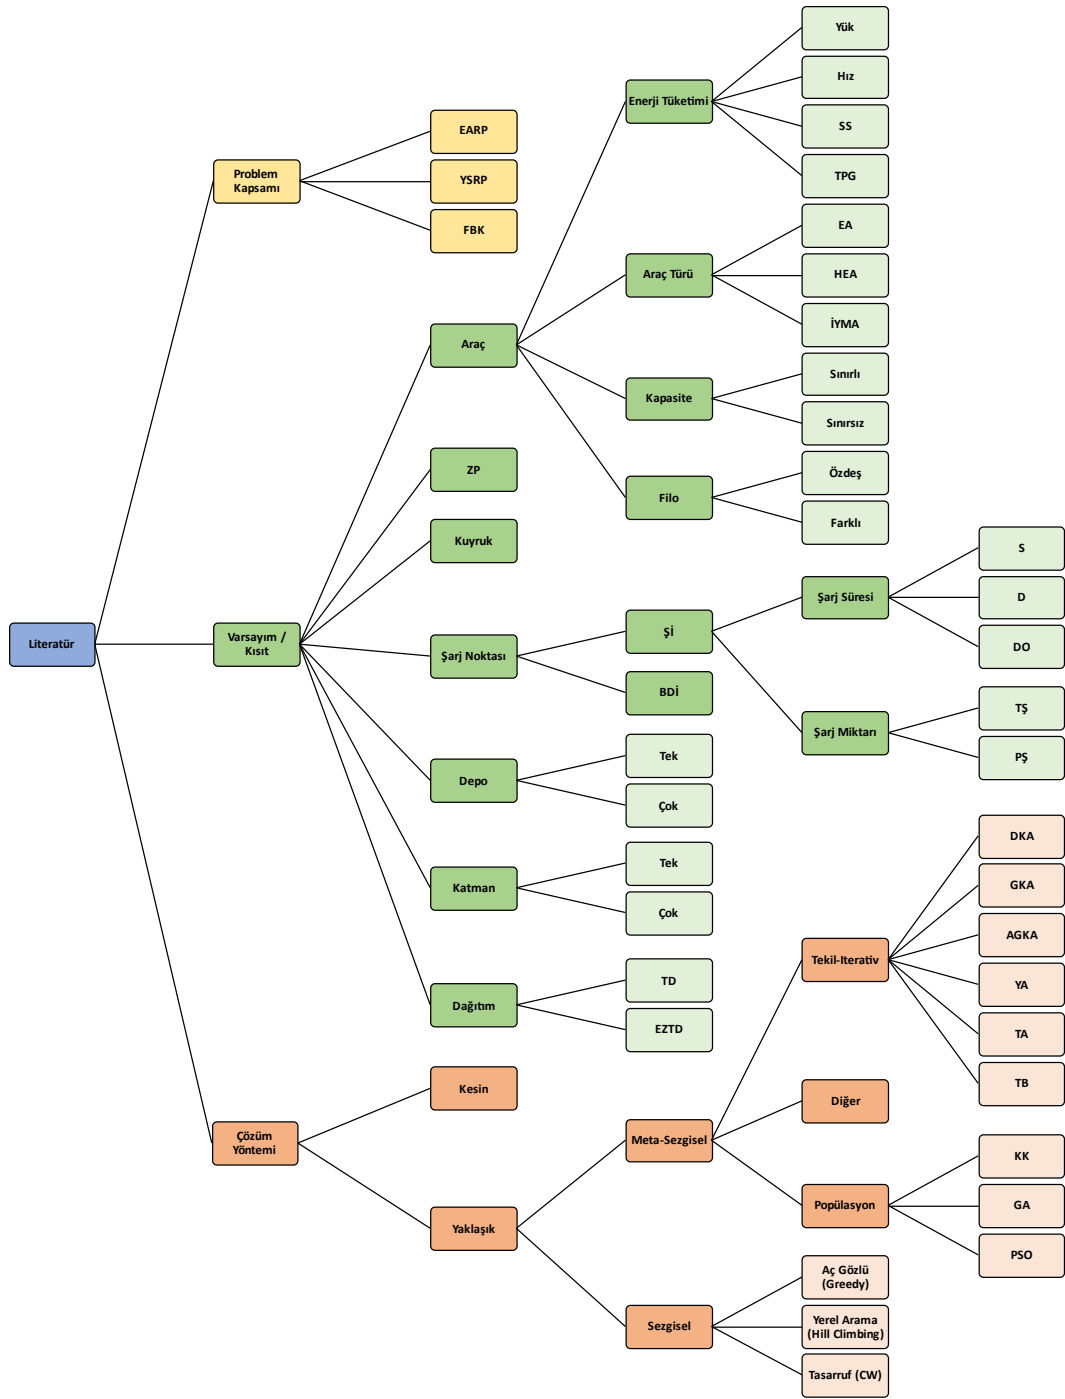 Literatür
Problem
Kapsamı
EARP
YSRP
FBK
Varsayım /
Kısıt
Araç
Enerji Tüketimi
Yük
Hız
SS
TPG
Araç Türü
EA
HEA
İYMA
Kapasite
Sınırlı
Sınırsız
Filo
Özdeş
Farklı
ZP
Kuyruk
Şarj Noktası
Şİ
Şarj Süresi
S
D
DO
Şarj Miktarı
TŞ
PŞ
BDİ
Depo
Tek
Çok
Katman
Tek
Çok
Dağıtım
TD
EZTD
Çözüm
Yöntemi
Kesin
Yaklaşık
Meta-Sezgisel
Tekil-Iterativ
DKA
GKA
AGKA
YA
TA
TB
Diğer
Popülasyon
KK
GA
PSO
Sezgisel
Aç Gözlü
(Greedy)
Yerel Arama
(Hill Climbing)
Tasarruf (CW)